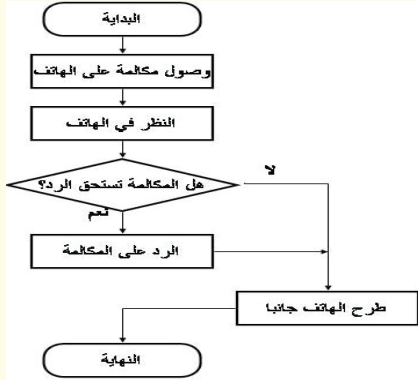 البداية
وصول مكالمة على الهاتف
النظر في الهاتف
هل المكالمة تستحق الرد؟
لا
نعم
الرد على المكالمة
طرح الهاتف جانبا
النهاية